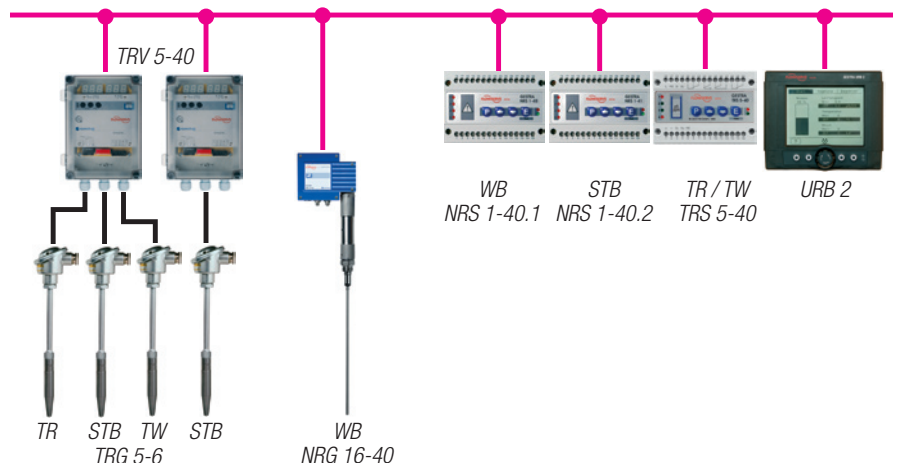 TRV 5-40
WB
NRS 1-40.1
STB
NRS 1-40.2
TR / TW
TRS 5-40
URB 2
TR
STB
TW
STB
TRG 5-6
WB
NRG 16-40